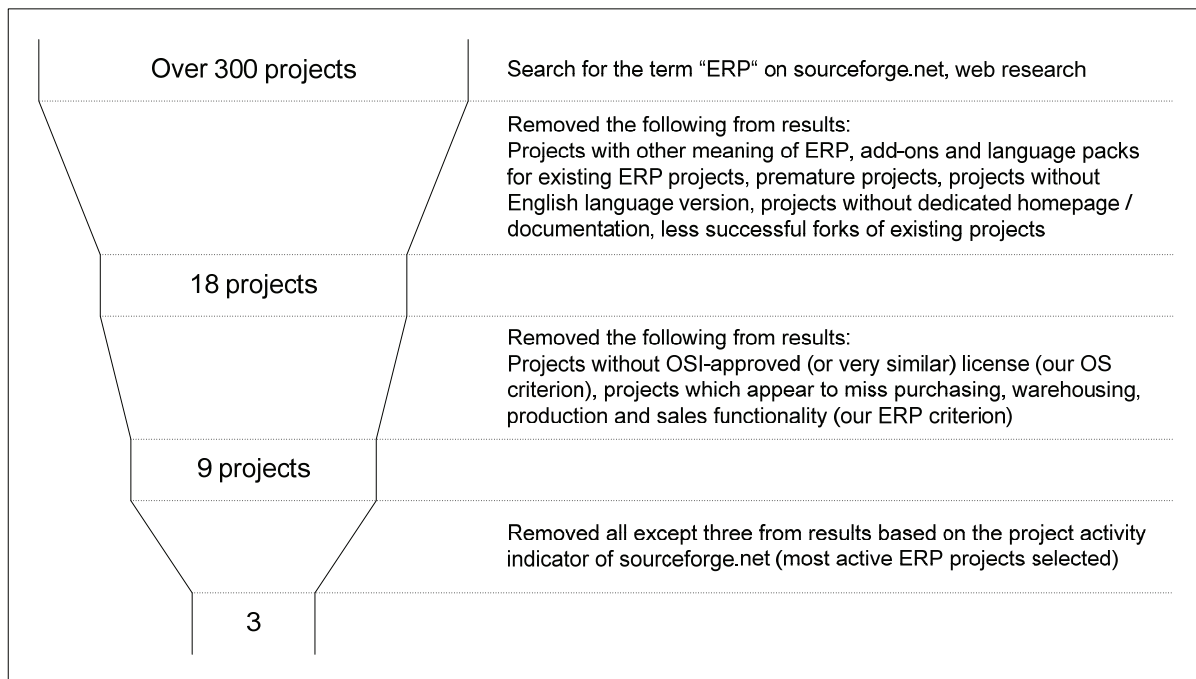 Over 300 projects
Search for the term “ERP“ on sourceforge.net, web research
Removed the following from results:
Projects with other meaning of ERP, add-ons and language packs
for existing ERP projects, premature projects, projects without
English language version, projects without dedicated homepage /
documentation, less successful forks of existing projects
18 projects
Removed the following from results:
Projects without OSI-approved (or very similar) license (our OS
criterion), projects which appear to miss purchasing, warehousing,
production and sales functionality (our ERP criterion)
9 projects
Removed all except three from results based on the project activity
indicator of sourceforge.net (most active ERP projects selected)
3